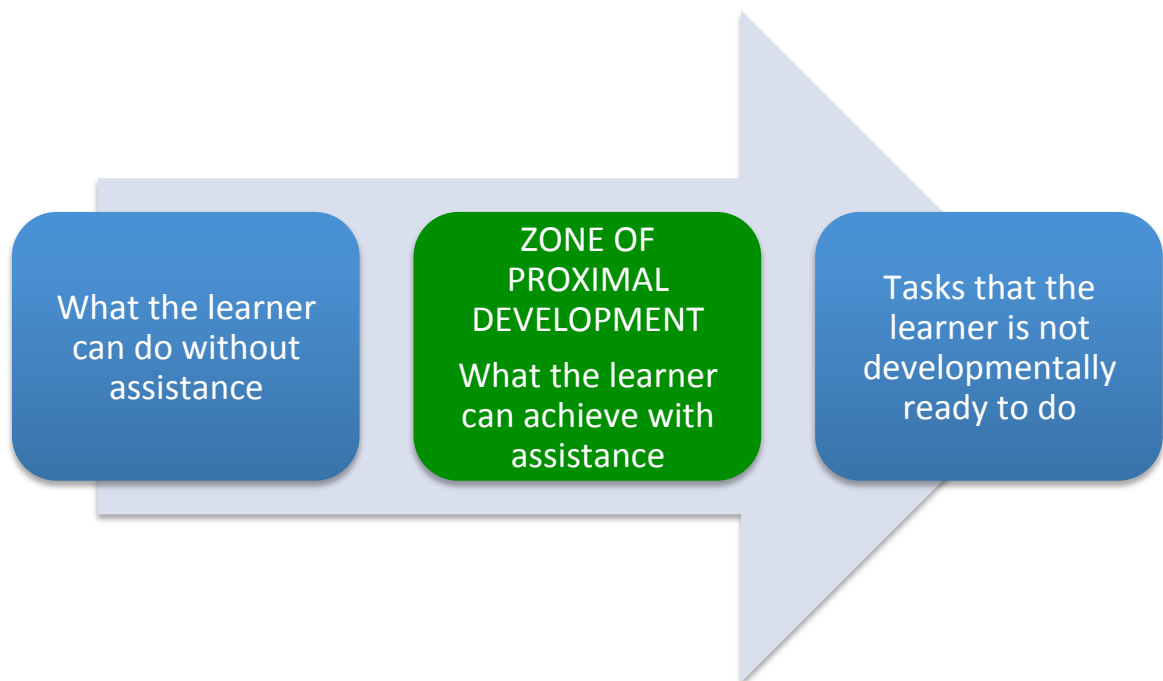 What the learner
can do without
assistance
ZONE OF
PROXIMAL
DEVELOPMENT
What the learner
can achieve with
assistance
Tasks that the
learner is not
developmentally
ready to do